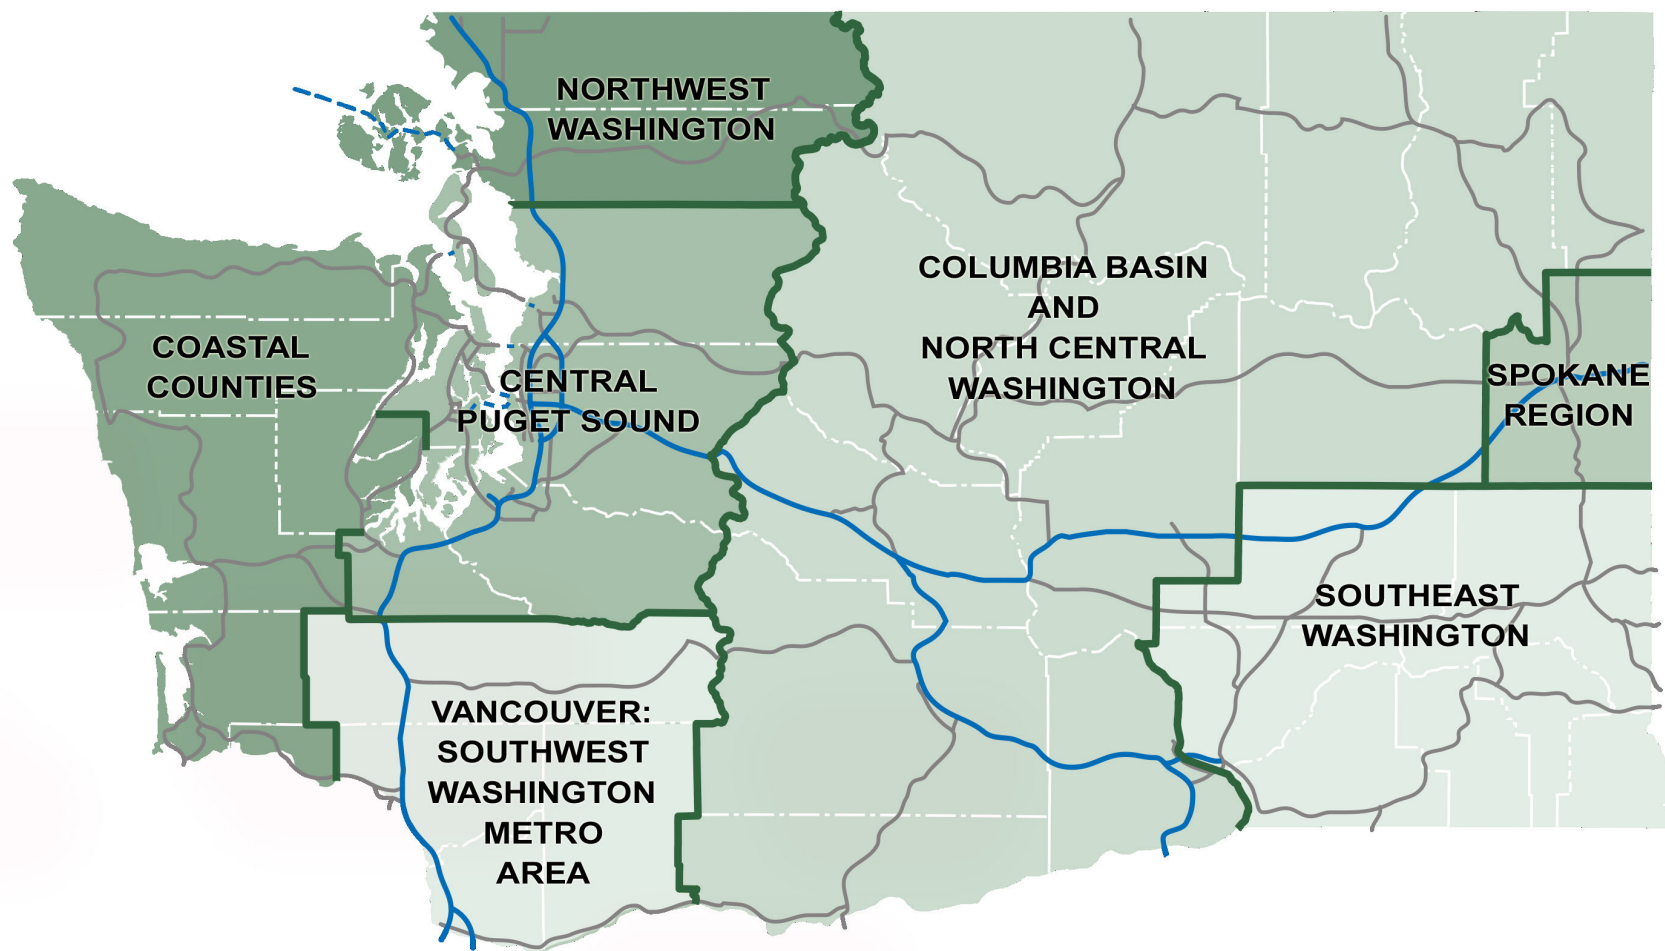 NORTHWEST
WASHINGTON
COASTAL
COUNTIES
CENTRAL
PUGET SOUND
COLUMBIA BASIN
AND
NORTH CENTRAL
WASHINGTON
SPOKANE
REGION
SOUTHEAST
WASHINGTON
VANCOUVER:
SOUTHWEST
WASHINGTON
METRO
AREA